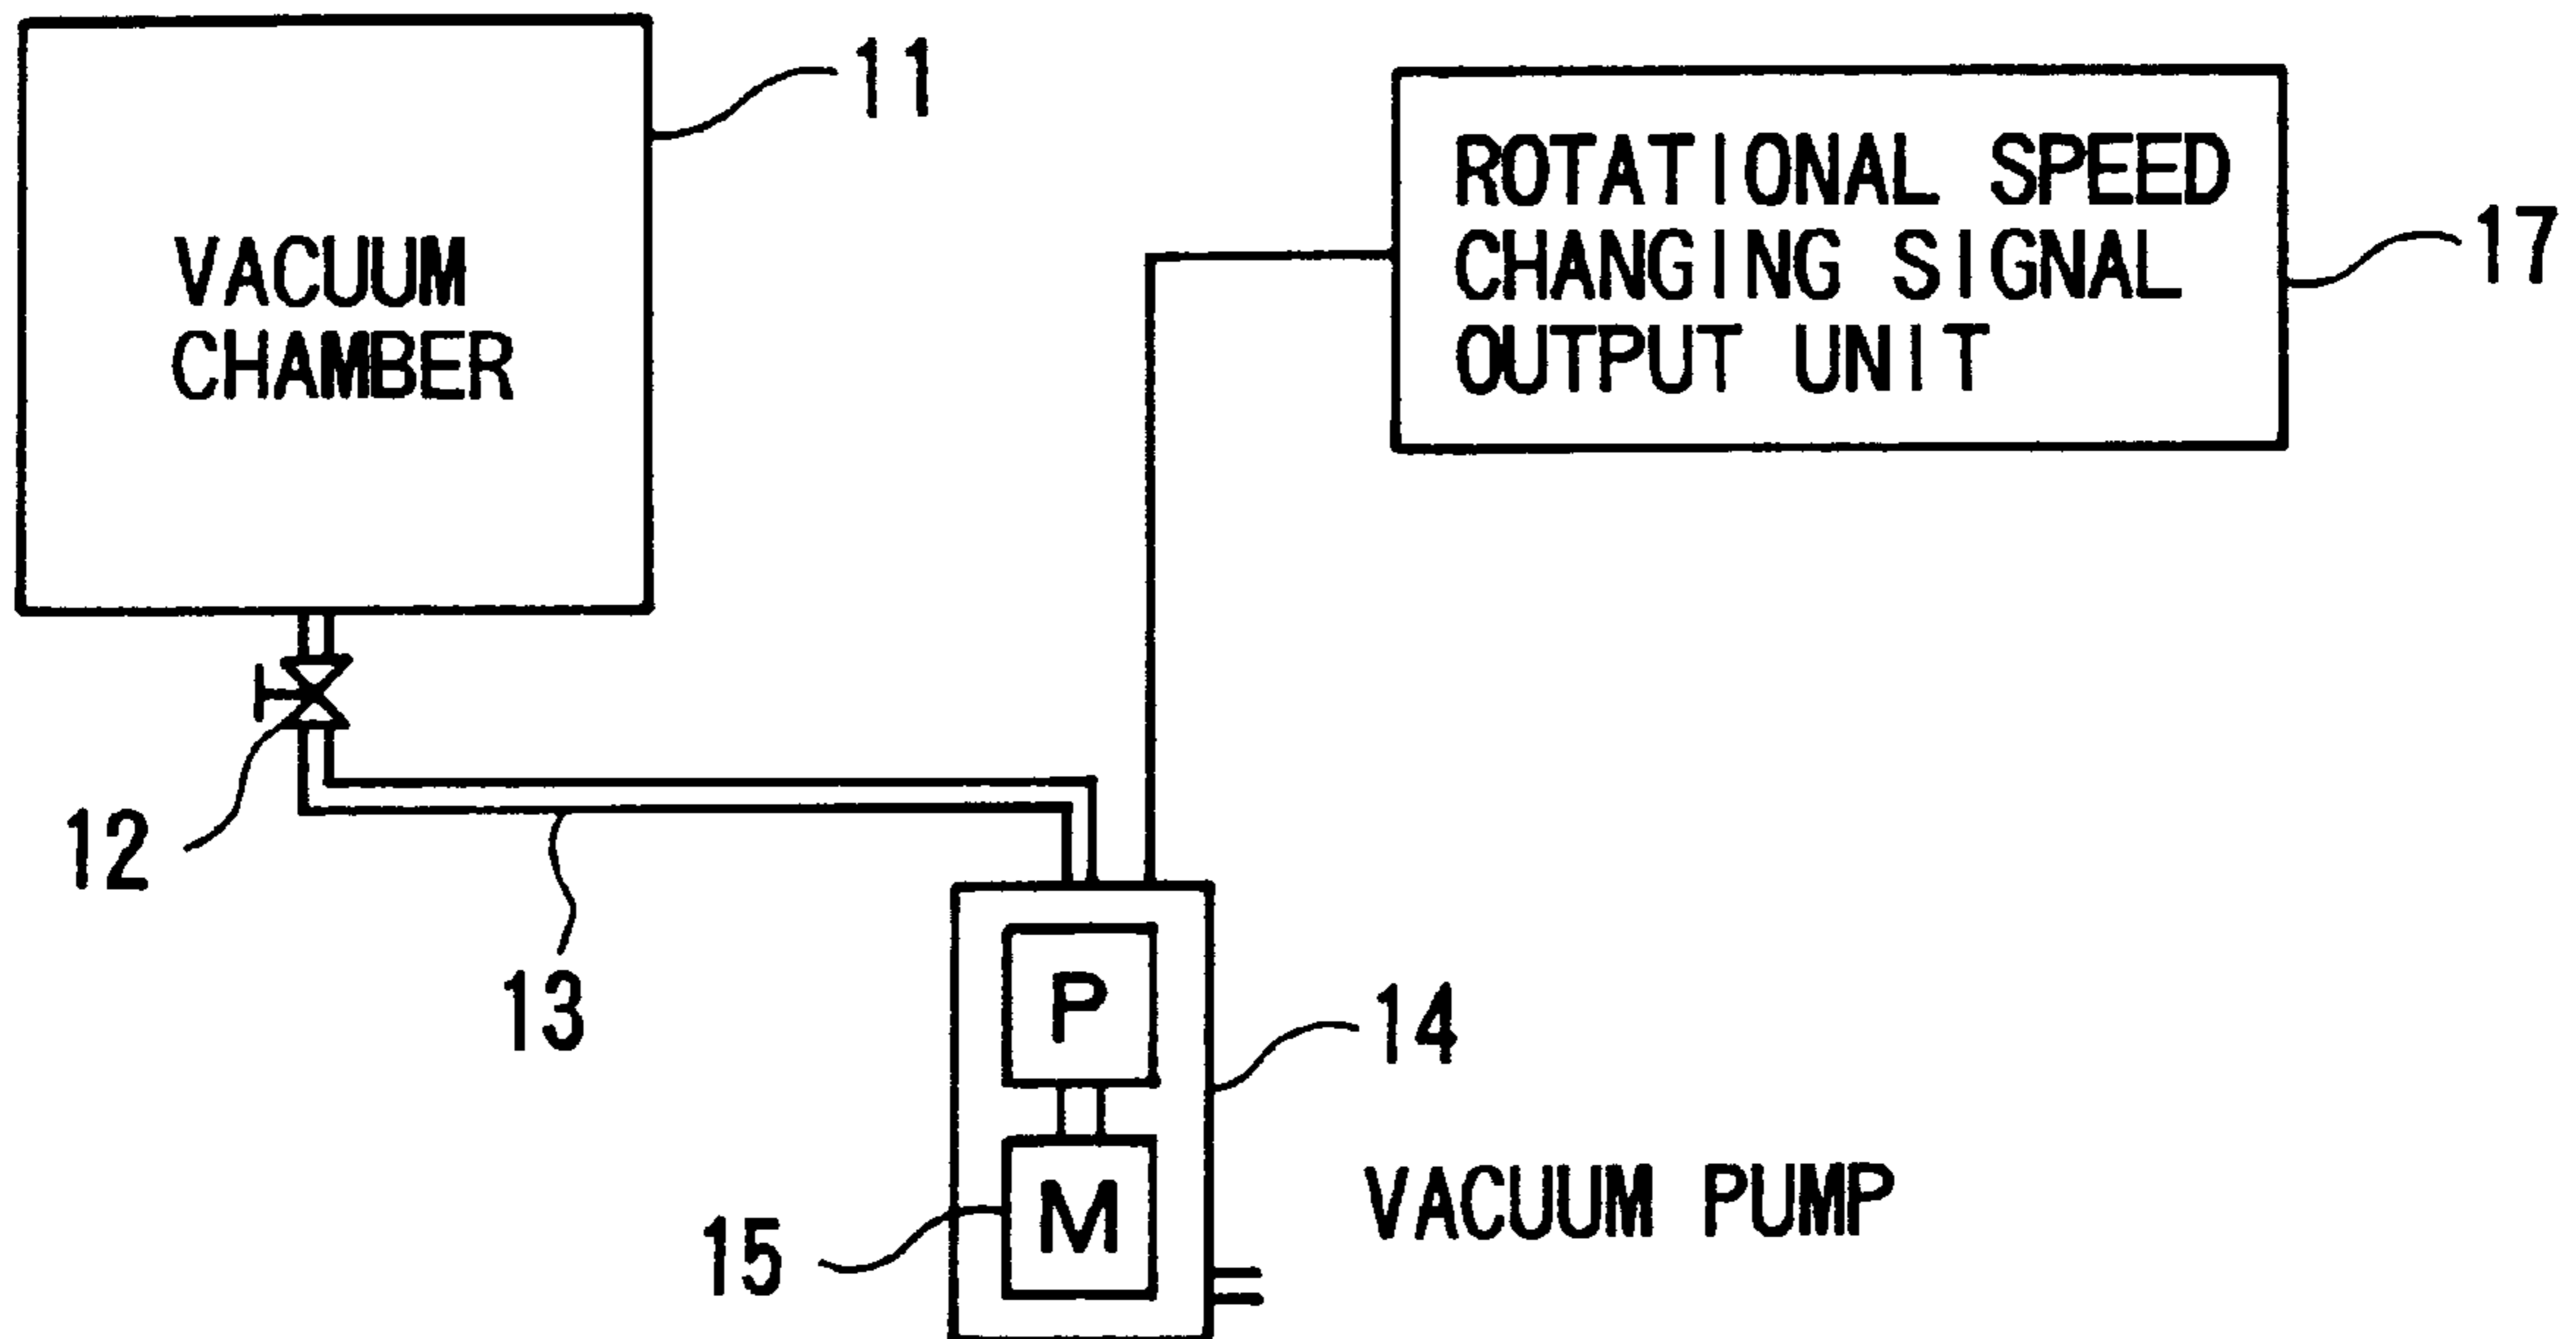 11
VACUUM
CHAMBER
ROTATIONAL SPEED
CHANGING SIGNAL
OUTPUT UNIT
17
12
13
P
14
M
15
VACUUM PUMP